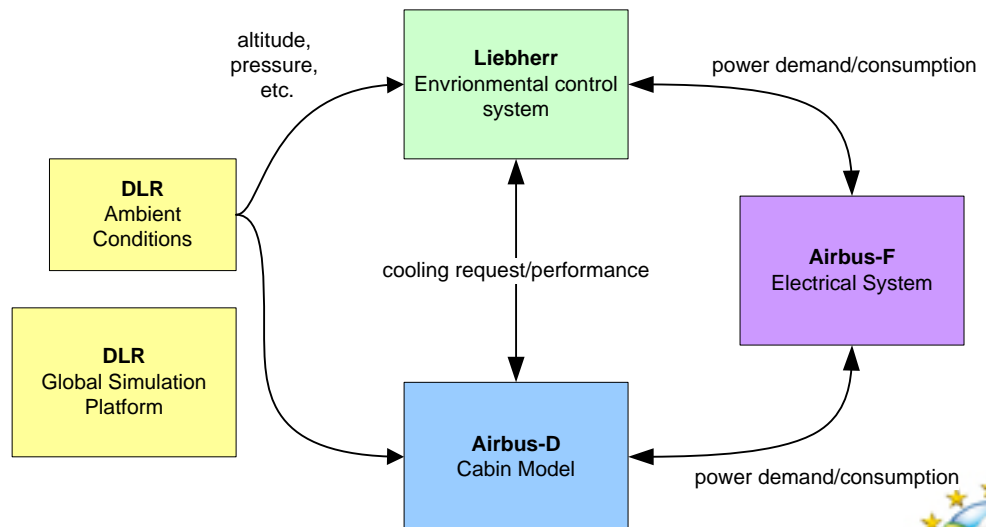 altitude,
pressure,
etc.
Liebherr
Envrionmental control
system
power demand/consumption
DLR
Ambient
Conditions
cooling request/performance
Airbus-F
Electrical System
DLR
Global Simulation
Platform
Airbus-D
Cabin Model
power demand/consumption